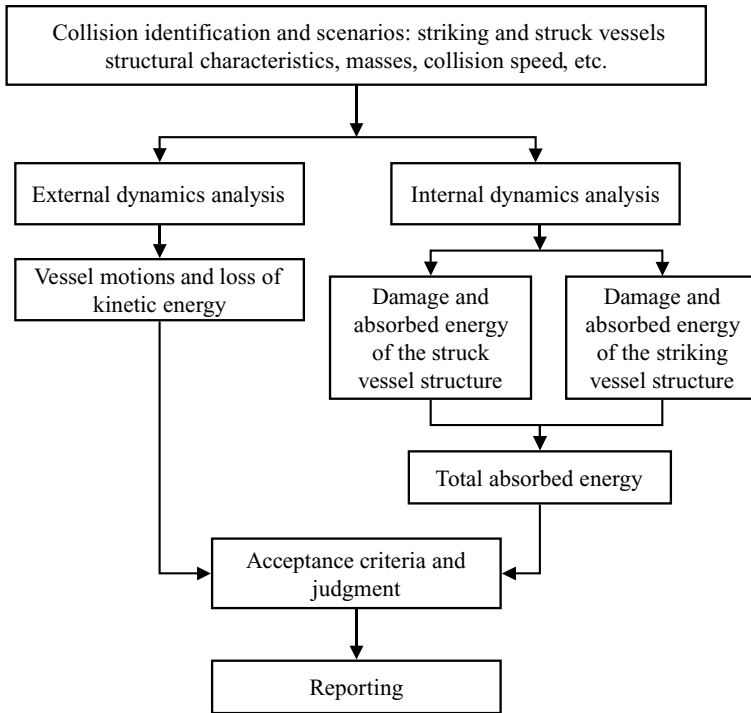 Collision identification and scenarios: striking and struck vessels
structural characteristics, masses, collision speed, etc.
External dynamics analysis
Internal dynamics analysis
Vessel motions and loss of
kinetic energy
Damage and
absorbed energy
of the struck
vessel structure
Damage and
absorbed energy
of the striking
vessel structure
Total absorbed energy
Acceptance criteria and
judgment
Reporting